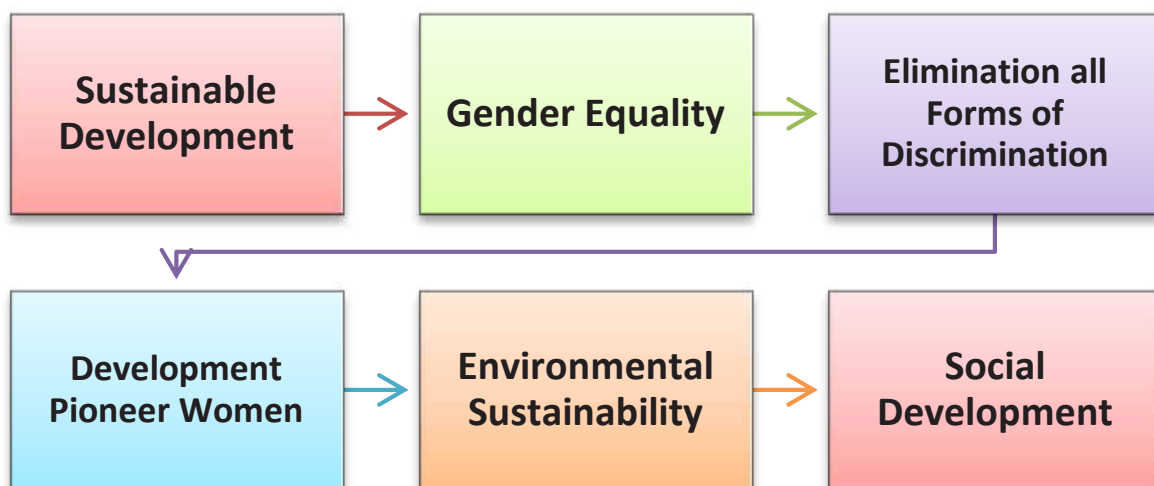 Sustainable
Development
Gender Equality
Elimination all
Forms of
Discrimination
Development
Pioneer Women
Environmental
Sustainability
Social
Development